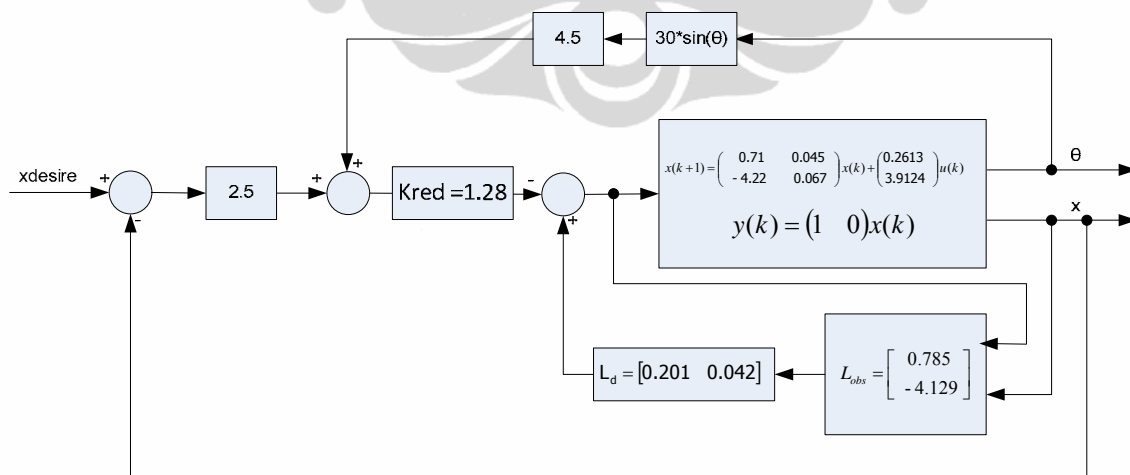 4.5
30*sin(θ)
xdesire
+
-
2.5
+
+
Kred =1.28
-
+
x(k+1) = ( 0.71 0.045 ) x(k) + ( 0.2613 ) u(k)
- 4.22 0.067 3.9124
y(k) = (1 0)x(k)
θ
x
L_d = [0.201 0.042]
L_obs = [ 0.785 ]
- 4.129